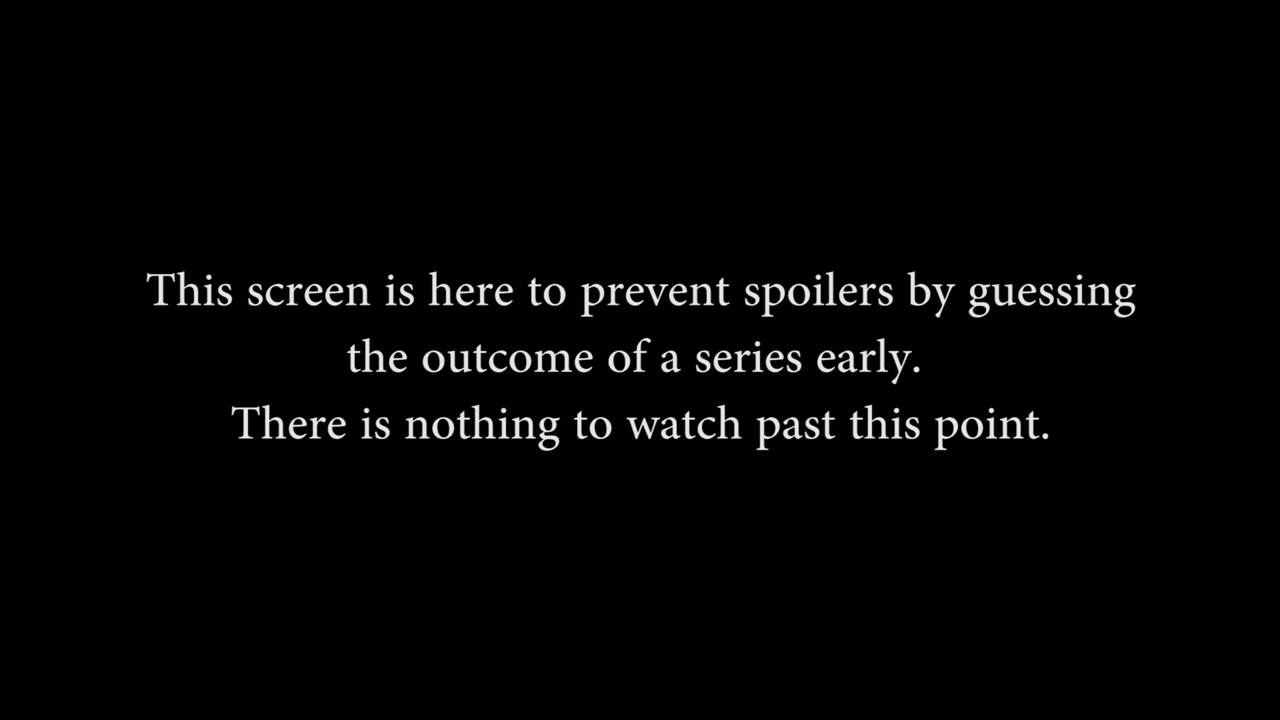 This screen is here to prevent spoilers by guessing
the outcome of a series early.
There is nothing to watch past this point.